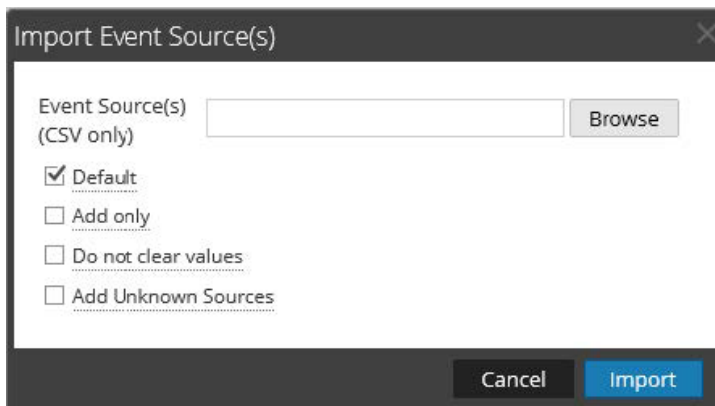 Import Event Source(s)
Event Source(s)
(CSV only)
Browse
Default
Add only
Do not clear values
Add Unknown Sources
Cancel
Import